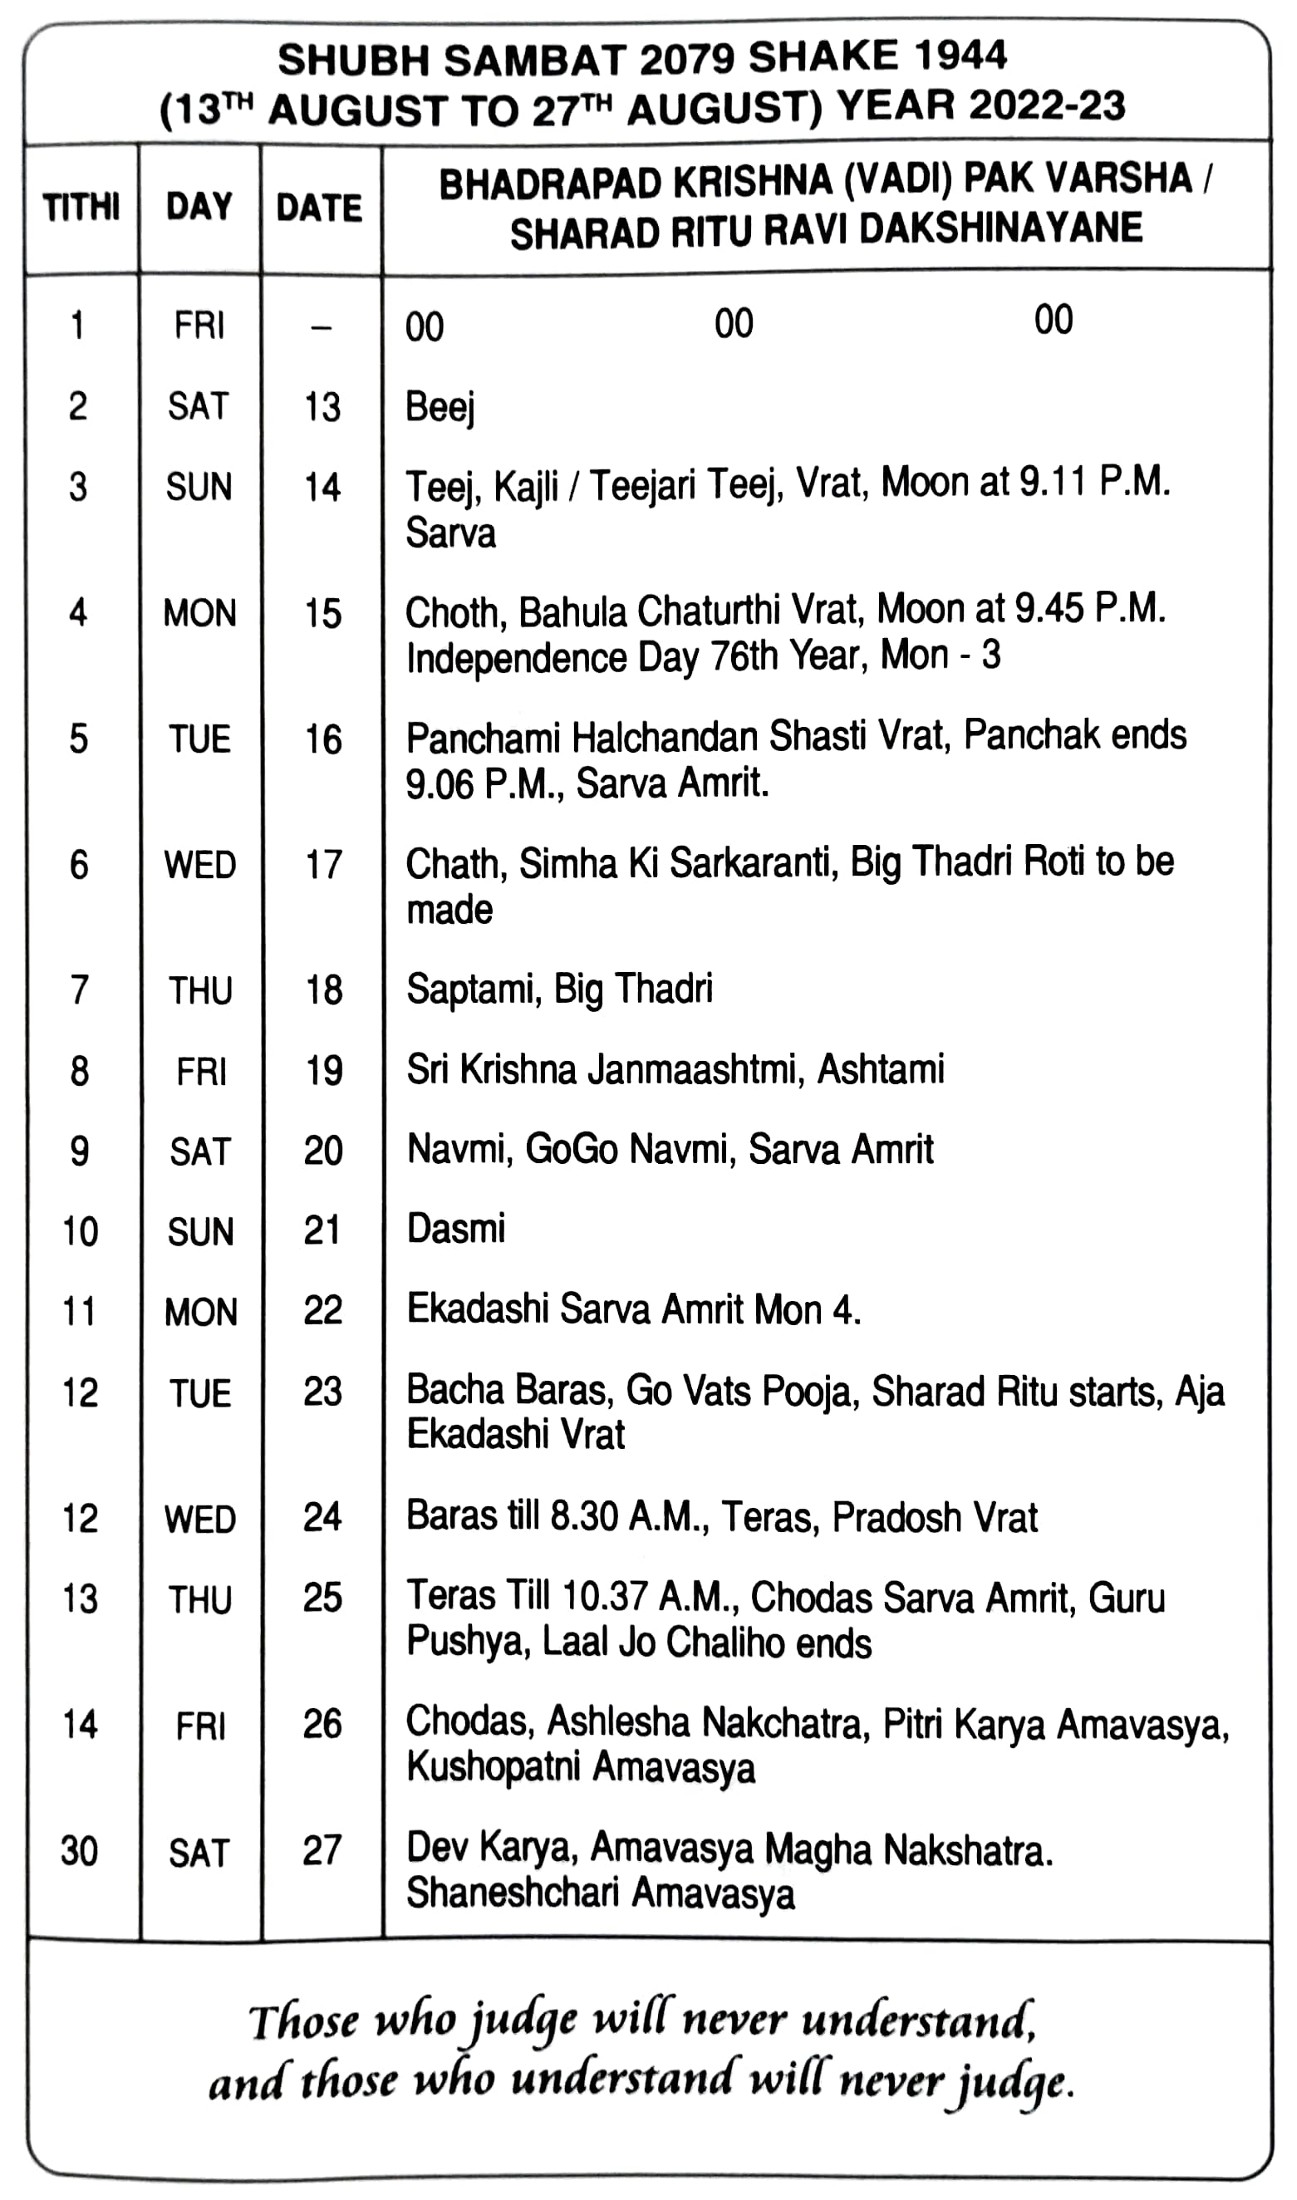 SHUBH SAMBAT 2079 SHAKE 1944
(13TH AUGUST TO 27TH AUGUST) YEAR 2022-23
TITHI DAY DATE BHADRAPAD KRISHNA (VADI) PAK VARSHA /
SHARAD RITU RAVI DAKSHINAYANE
1 FRI – 00 00 00
2 SAT 13 Beej
3 SUN 14 Teej, Kajli / Teejari Teej, Vrat, Moon at 9.11 P.M.
Sarva
4 MON 15 Choth, Bahula Chaturthi Vrat, Moon at 9.45 P.M.
Independence Day 76th Year, Mon - 3
5 TUE 16 Panchami Halchandan Shasti Vrat, Panchak ends
9.06 P.M., Sarva Amrit.
6 WED 17 Chath, Simha Ki Sarkaranti, Big Thadri Roti to be
made
7 THU 18 Saptami, Big Thadri
8 FRI 19 Sri Krishna Janmaashtmi, Ashtami
9 SAT 20 Navmi, GoGo Navmi, Sarva Amrit
10 SUN 21 Dasmi
11 MON 22 Ekadashi Sarva Amrit Mon 4.
12 TUE 23 Bacha Baras, Go Vats Pooja, Sharad Ritu starts, Aja
Ekadashi Vrat
12 WED 24 Baras till 8.30 A.M., Teras, Pradosh Vrat
13 THU 25 Teras Till 10.37 A.M., Chodas Sarva Amrit, Guru
Pushya, Laal Jo Chaliho ends
14 FRI 26 Chodas, Ashlesha Nakchatra, Pitri Karya Amavasya,
Kushopatni Amavasya
30 SAT 27 Dev Karya, Amavasya Magha Nakshatra.
Shaneshchari Amavasya
Those who judge will never understand,
and those who understand will never judge.